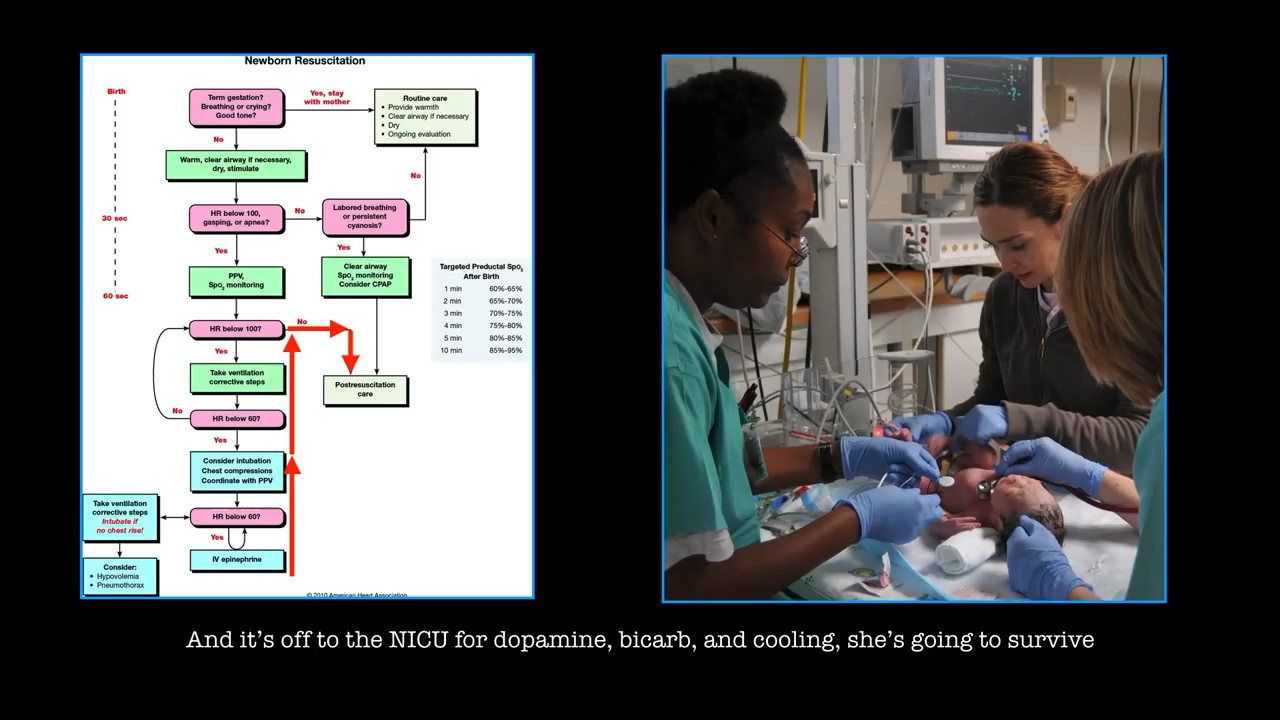 Newborn Resuscitation
Birth
30 sec
60 sec
Term gestation?
Breathing or crying?
Good tone?
Yes, stay
with mother
Routine care
• Provide warmth
• Clear airway if necessary
• Dry
• Ongoing evaluation
No
Warm, clear airway if necessary,
dry, stimulate
No
HR below 100,
gasping, or apnea?
No
Labored breathing
or persistent
cyanosis?
Yes
Yes
PPV,
SpO₂ monitoring
Clear airway
SpO₂ monitoring
Consider CPAP
Targeted Preductal SpO₂
After Birth
1 min 60%-65%
2 min 65%-70%
3 min 70%-75%
4 min 75%-80%
5 min 80%-85%
10 min 85%-95%
HR below 100?
No
Yes
Take ventilation
corrective steps
Postresuscitation
care
No
HR below 60?
Yes
Consider intubation
Chest compressions
Coordinate with PPV
Take ventilation
corrective steps
Intubate if
no chest rise!
HR below 60?
Yes
IV epinephrine
Consider:
• Hypovolemia
• Pneumothorax
© 2010 American Heart Association
And it's off to the NICU for dopamine, bicarb, and cooling, she's going to survive